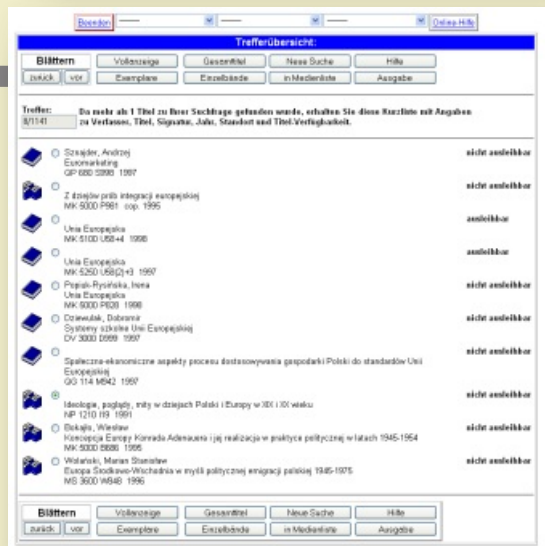 Beenden
Online-Hilfe
Trefferübersicht:
Blättern Vollanzeige Gesamttitel Neue Suche Hilfe
zurück vor Exemplare Einzelbände in Medienliste Ausgabe
Treffer:
8/1141
Da mehr als 1 Titel zu Ihrer Suchfrage gefunden wurde, erhalten Sie diese Kurzliste mit Angaben
zu Verfasser, Titel, Signatur, Jahr, Standort und Titel-Verfügbarkeit.
Sznajder, Andrzej nicht ausleihbar
Euromarketing
QP 680 S998 1997
nicht ausleihbar
Z dziejów prób integracji europejskiej
MK 5000 P961 cop. 1995
ausleihbar
Unia Europejska
MK 5100 U58+4 1998
ausleihbar
Unia Europejska
MK 5250 U58(2)+3 1997
Popiuk-Rysińska, Irena nicht ausleihbar
Unia Europejska
MK 5000 P828 1998
Dziewulak, Dobromir nicht ausleihbar
Systemy szkolne Unii Europejskiej
DV 3000 D999 1997
nicht ausleihbar
Społeczno-ekonomiczne aspekty procesu dostosowywania gospodarki Polski do standardów Unii
Europejskiej
QG 114 M942 1997
nicht ausleihbar
Ideologie, poglądy, mity w dziejach Polski i Europy w XIX i XX wieku
NP 1210 I19 1991
Bokajło, Wiesław nicht ausleihbar
Koncepcja Europy Konrada Adenauera i jej realizacja w praktyce politycznej w latach 1945-1954
MK 5000 B686 1995
Wolański, Marian Stanisław nicht ausleihbar
Europa Środkowo-Wschodnia w myśli politycznej emigracji polskiej 1945-1975
MS 3600 W848 1996
Blättern Vollanzeige Gesamttitel Neue Suche Hilfe
zurück vor Exemplare Einzelbände in Medienliste Ausgabe